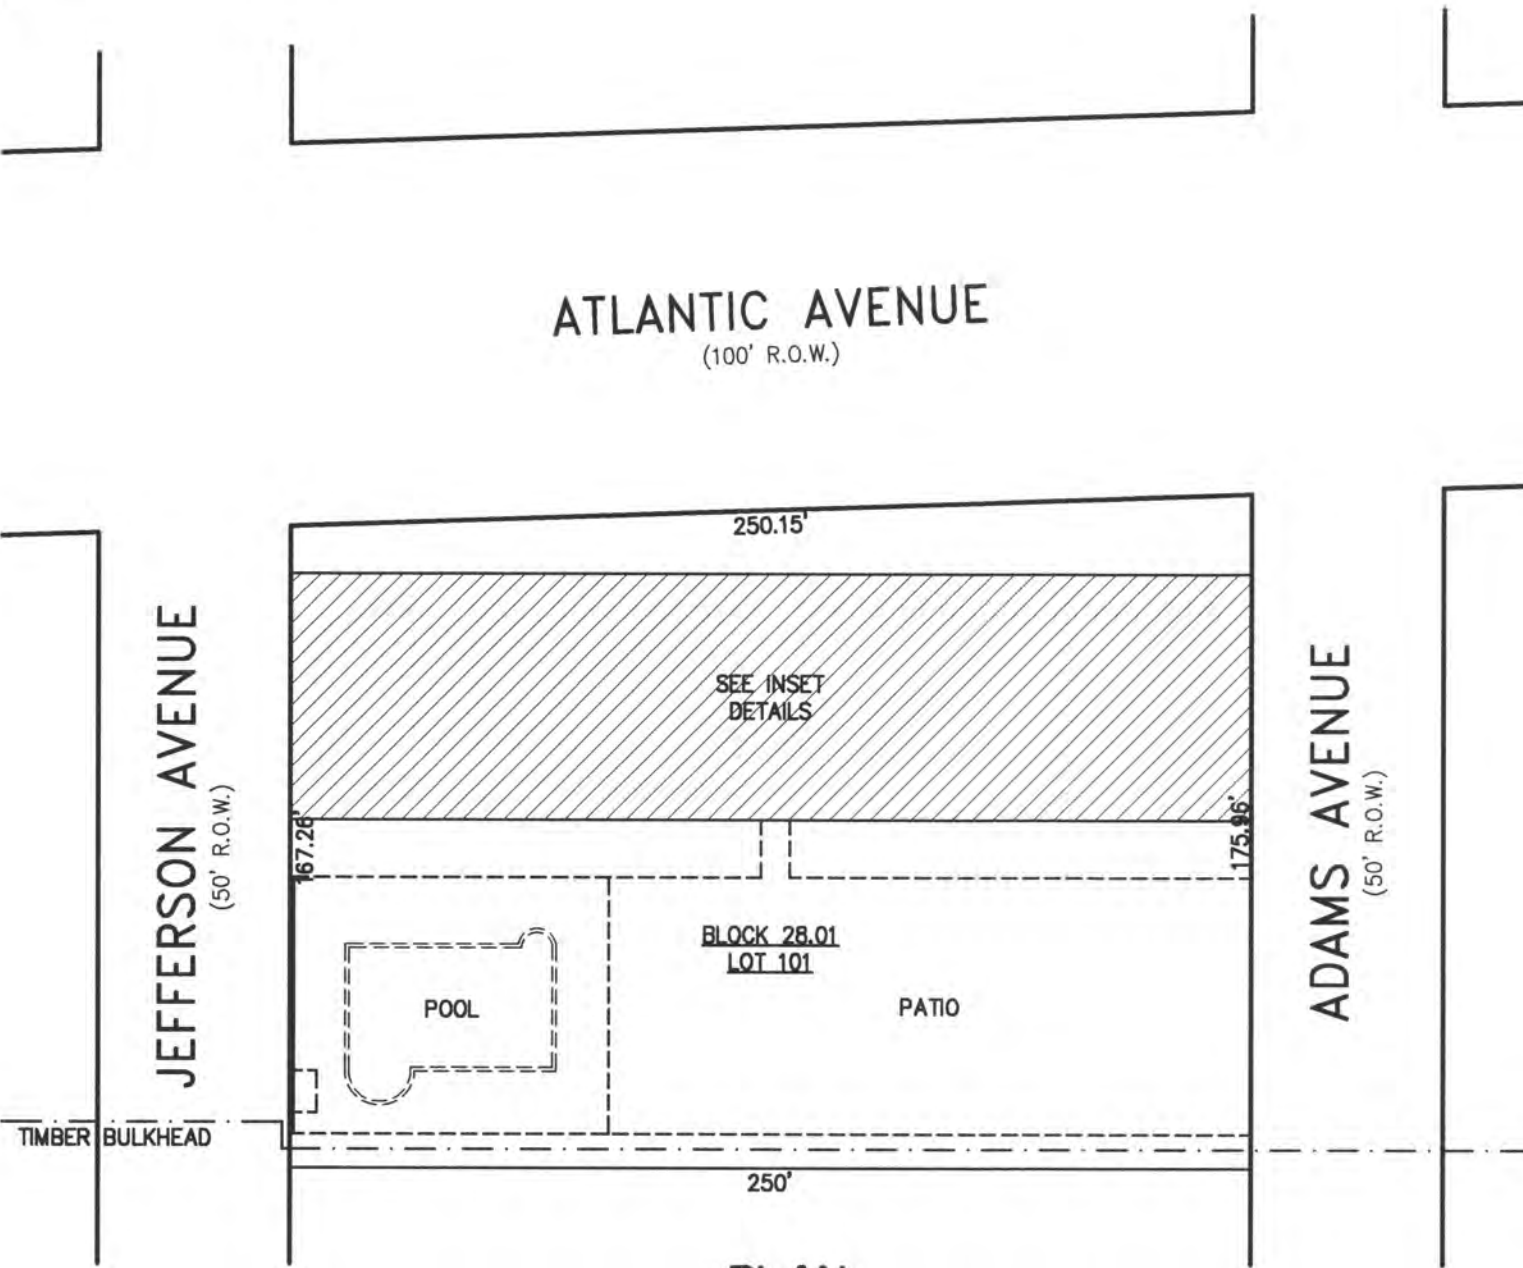 ATLANTIC AVENUE
(100' R.O.W.)
250.15'
SEE INSET
DETAILS
JEFFERSON AVENUE
(50' R.O.W.)
167.26'
175.96'
ADAMS AVENUE
(50' R.O.W.)
BLOCK 28.01
LOT 101
POOL
PATIO
TIMBER BULKHEAD
250'